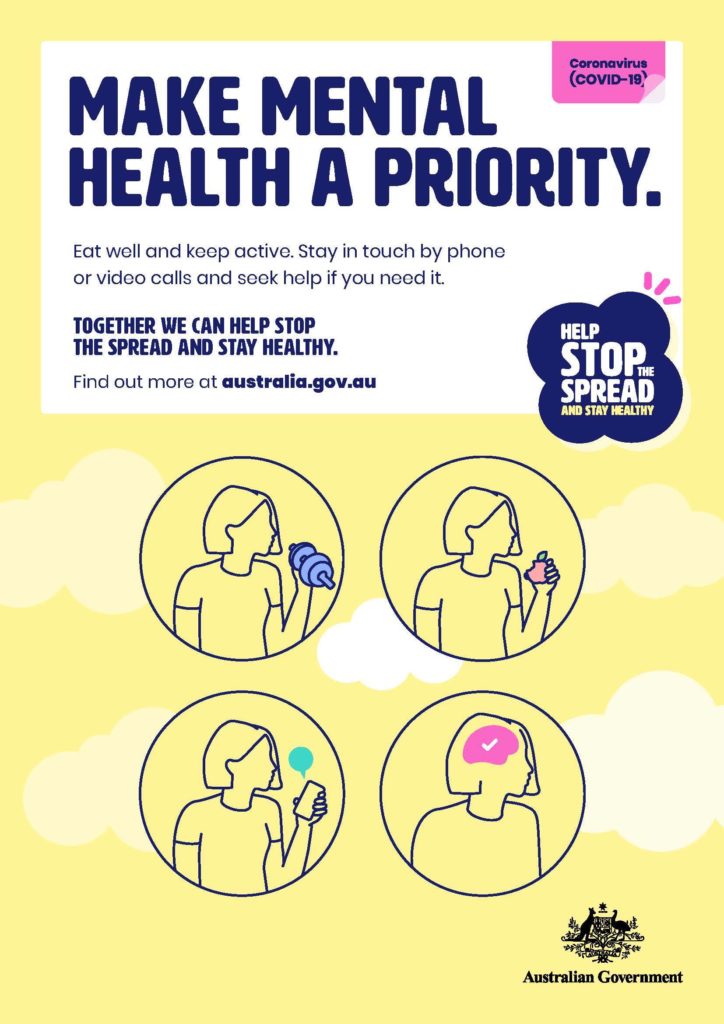 Coronavirus
(COVID-19)
MAKE MENTAL
HEALTH A PRIORITY.
Eat well and keep active. Stay in touch by phone
or video calls and seek help if you need it.
TOGETHER WE CAN HELP STOP
THE SPREAD AND STAY HEALTHY.
Find out more at australia.gov.au
HELP
STOP THE
SPREAD
AND STAY HEALTHY
Australian Government